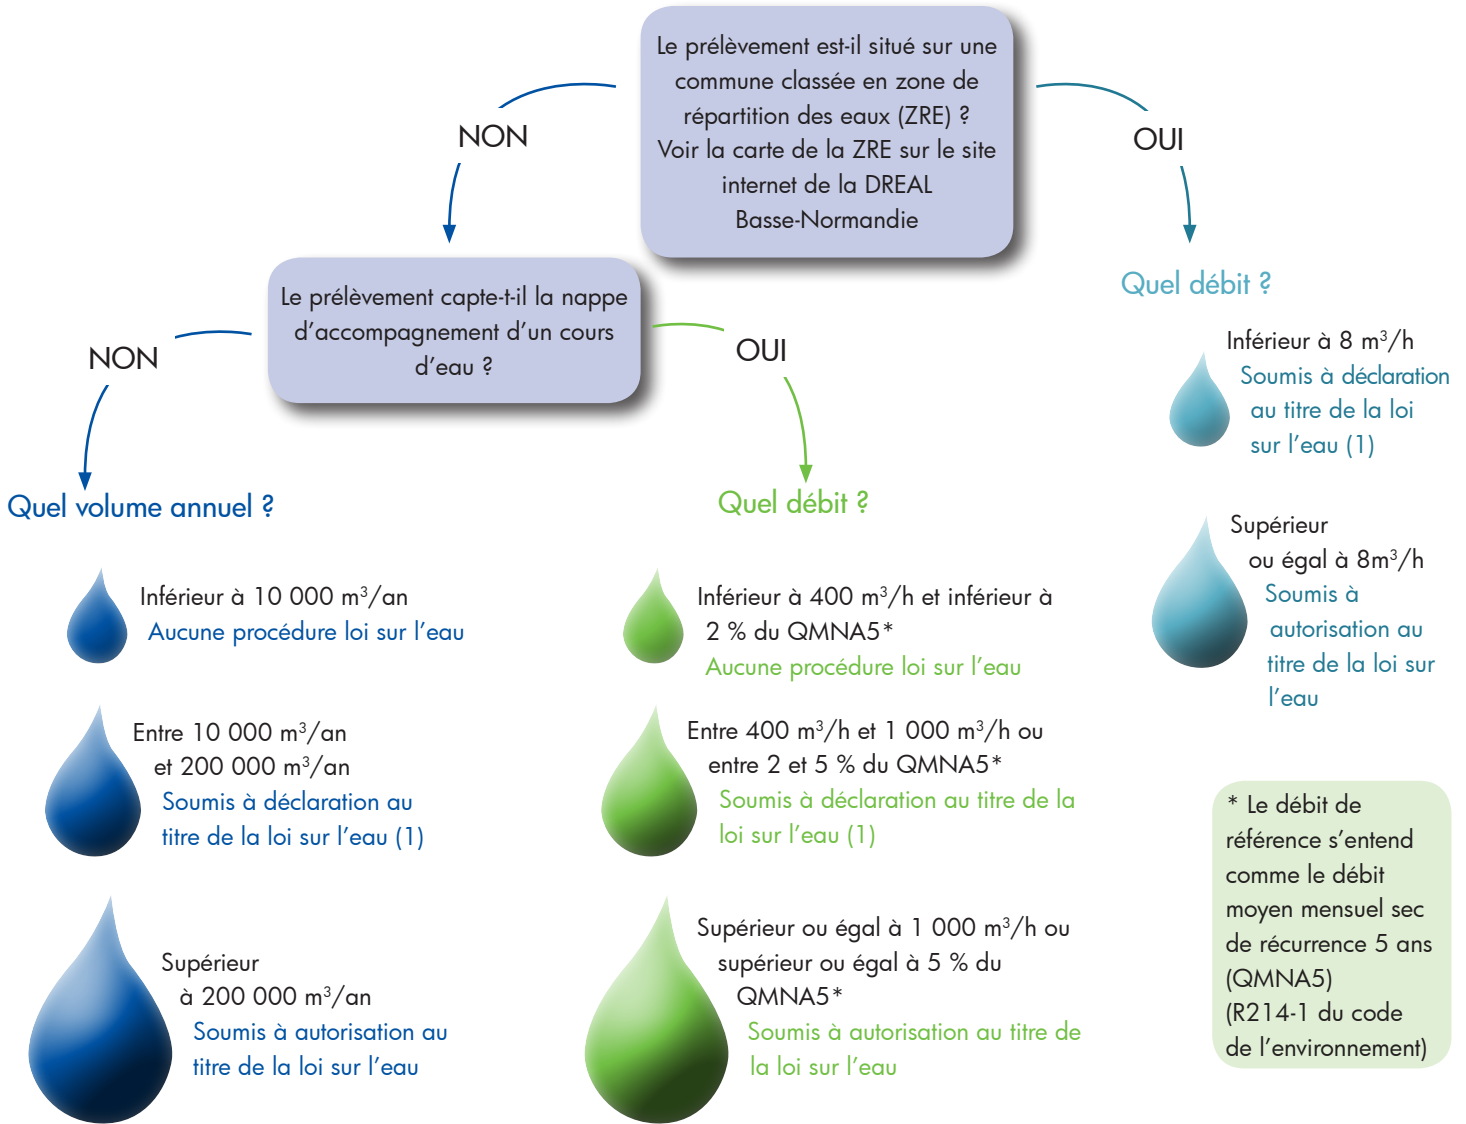 Le prélèvement est-il situé sur une
commune classée en zone de
répartition des eaux (ZRE) ?
Voir la carte de la ZRE sur le site
internet de la DREAL
Basse-Normandie
NON
OUI
Le prélèvement capte-t-il la nappe
d’accompagnement d’un cours
d’eau ?
NON
OUI
Quel volume annuel ?
Inférieur à 10 000 m³/an
Aucune procédure loi sur l’eau
Entre 10 000 m³/an
et 200 000 m³/an
Soumis à déclaration au
titre de la loi sur l’eau (1)
Supérieur
à 200 000 m³/an
Soumis à autorisation au
titre de la loi sur l’eau
Quel débit ?
Inférieur à 400 m³/h et inférieur à
2 % du QMNA5*
Aucune procédure loi sur l’eau
Entre 400 m³/h et 1 000 m³/h ou
entre 2 et 5 % du QMNA5*
Soumis à déclaration au titre de la
loi sur l’eau (1)
Supérieur ou égal à 1 000 m³/h ou
supérieur ou égal à 5 % du
QMNA5*
Soumis à autorisation au titre de
la loi sur l’eau
Quel débit ?
Inférieur à 8 m³/h
Soumis à déclaration
au titre de la loi
sur l’eau (1)
Supérieur
ou égal à 8m³/h
Soumis à
autorisation au
titre de la loi sur
l’eau
* Le débit de
référence s’entend
comme le débit
moyen mensuel sec
de récurrence 5 ans
(QMNA5)
(R214-1 du code
de l’environnement)